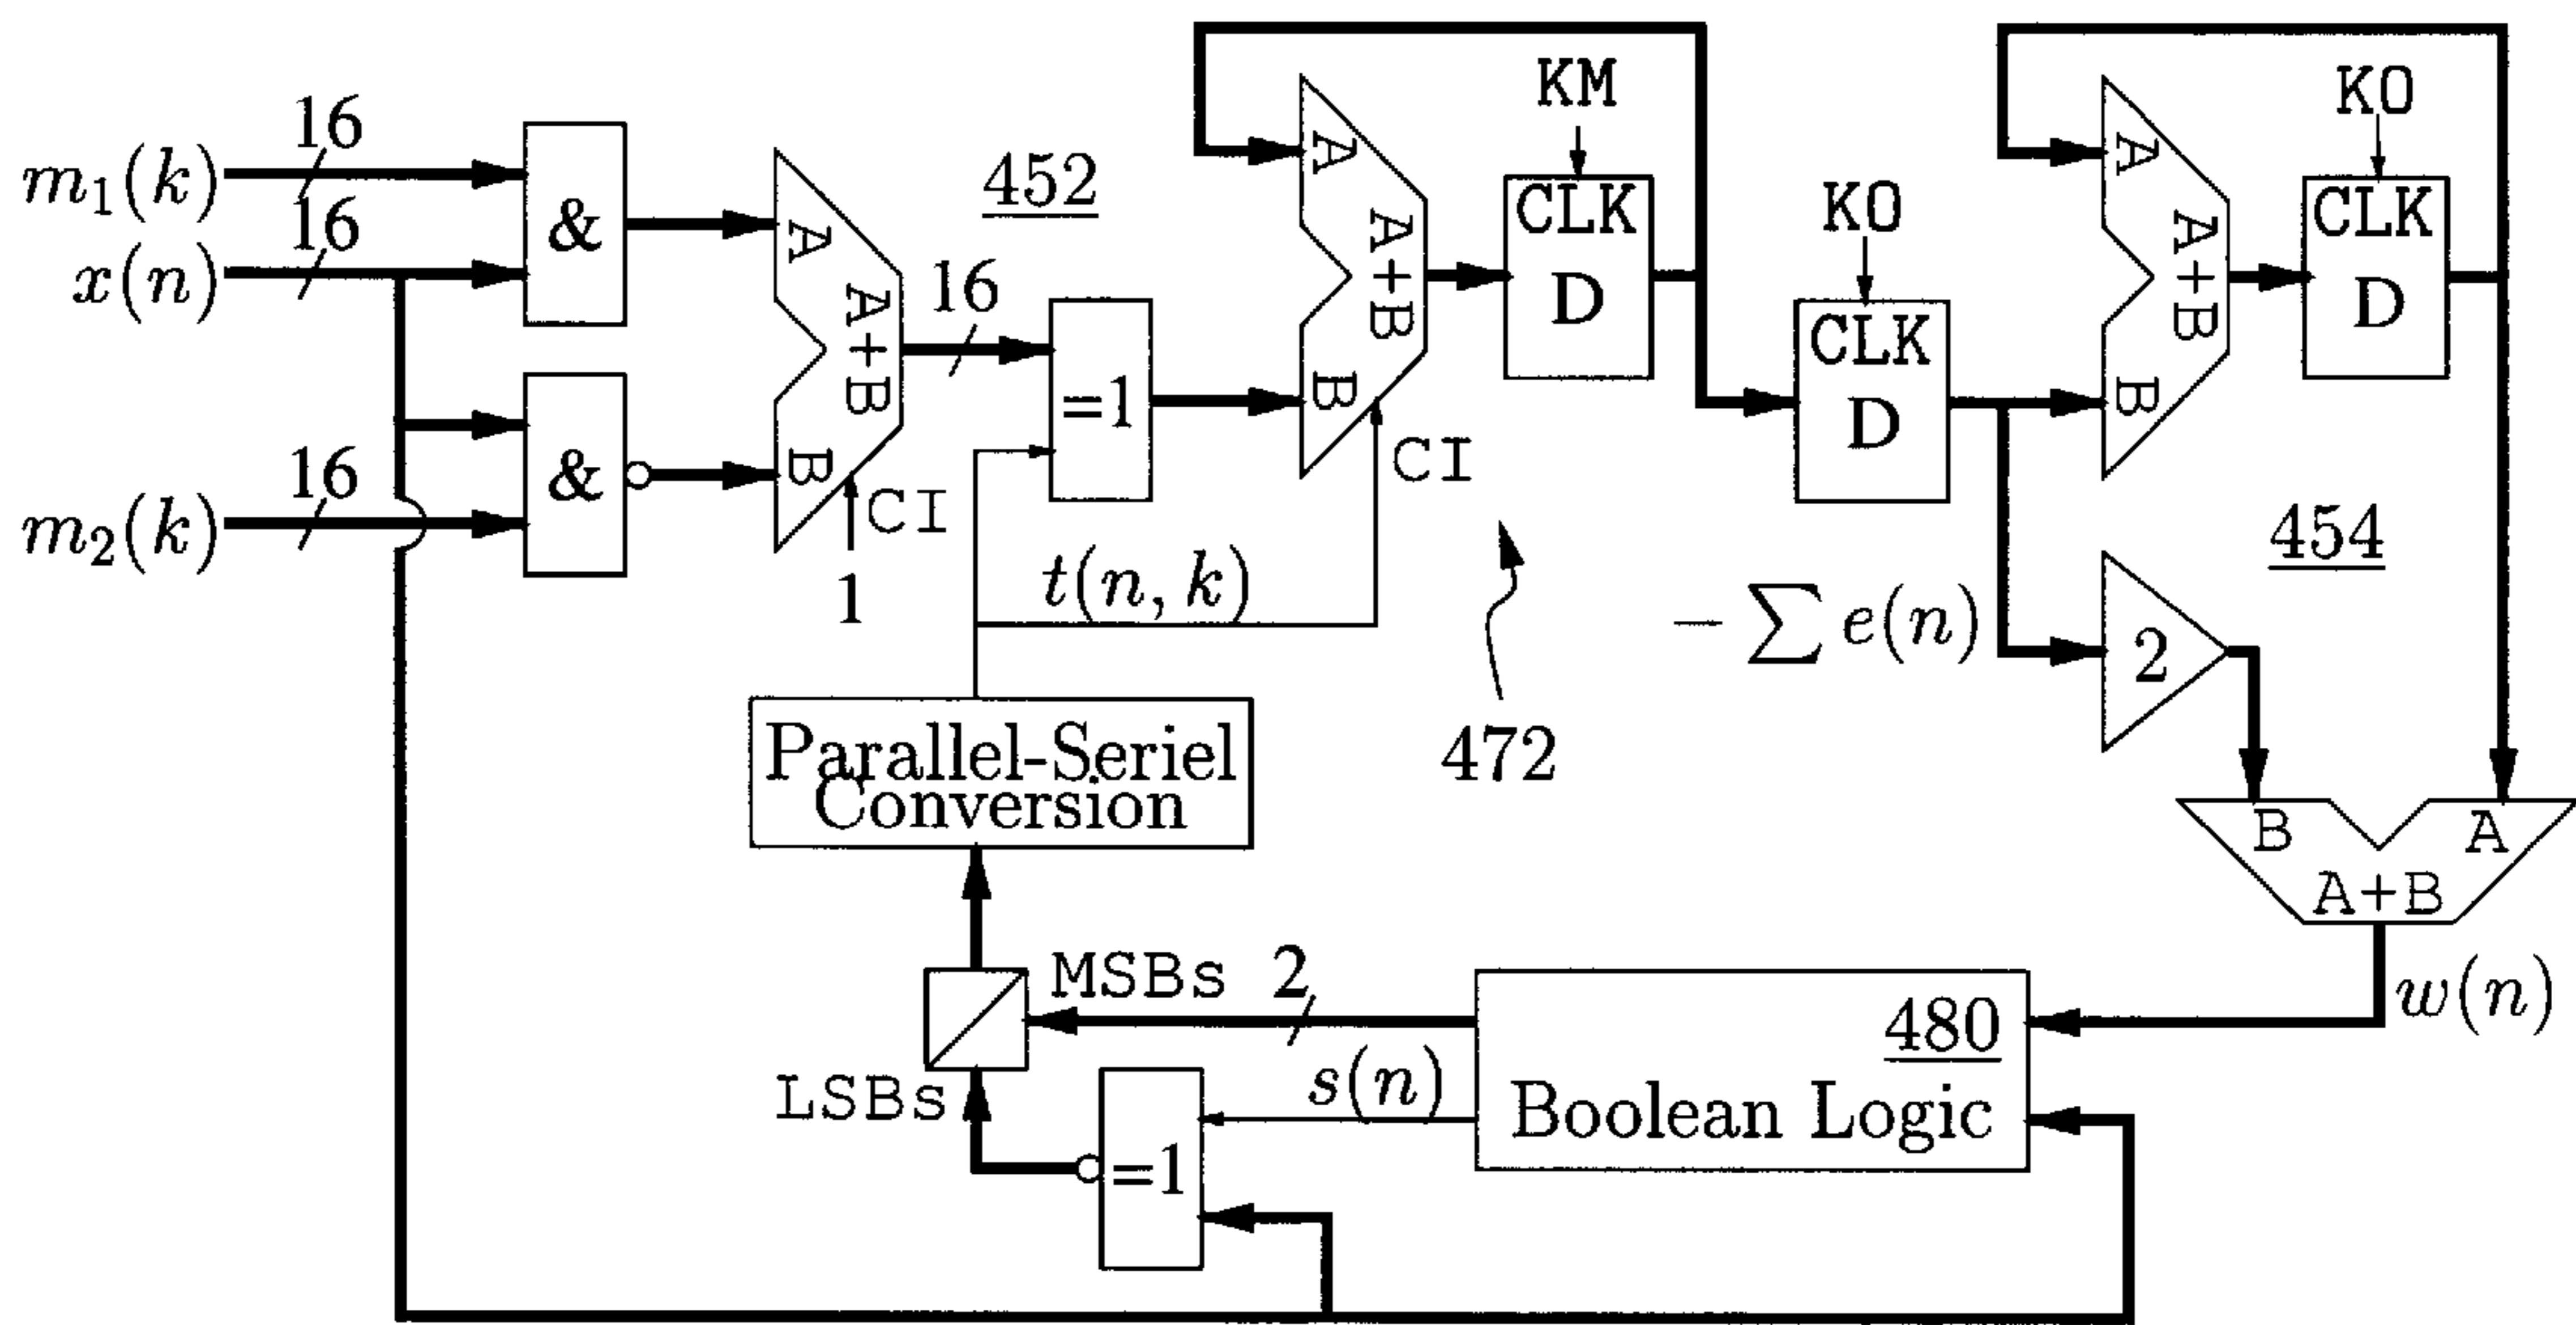 16
m₁(k)
16
x(n)
&
A
A+B
B
CI
1
452
16
=1
A
A+B
B
CI
KM
CLK
D
KO
CLK
D
A
A+B
B
KO
CLK
D
16
m₂(k)
&
t(n, k)
472
− ∑ e(n)
454
2
Parallel-Seriel
Conversion
B
A
A+B
w(n)
MSBs
2
LSBs
s(n)
=1
480
Boolean Logic